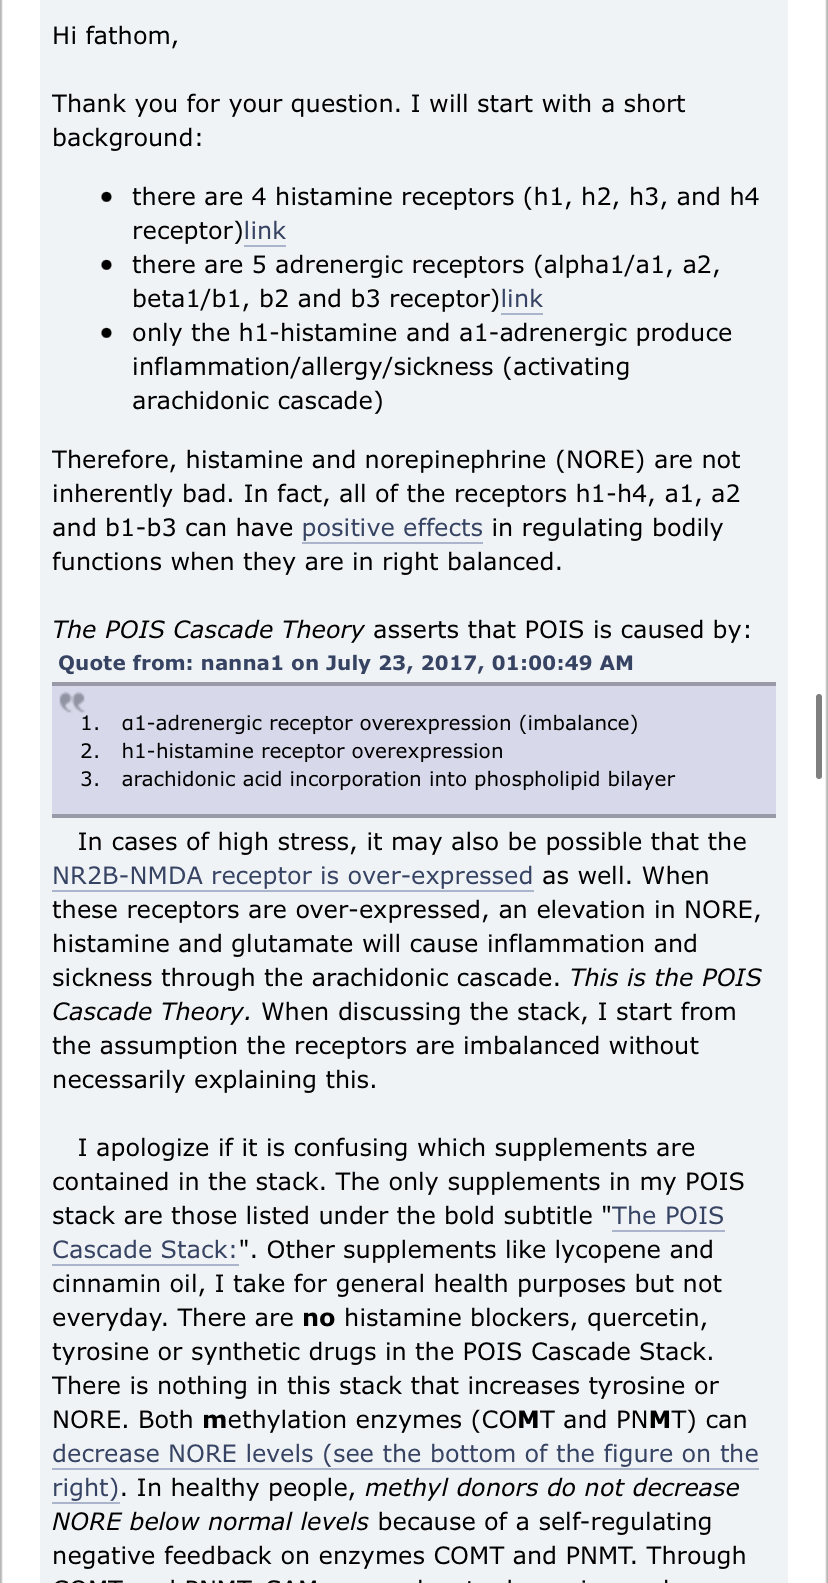 Hi fathom,
Thank you for your question. I will start with a short
background:
• there are 4 histamine receptors (h1, h2, h3, and h4
receptor)link
• there are 5 adrenergic receptors (alpha1/a1, a2,
beta1/b1, b2 and b3 receptor)link
• only the h1-histamine and a1-adrenergic produce
inflammation/allergy/sickness (activating
arachidonic cascade)
Therefore, histamine and norepinephrine (NORE) are not
inherently bad. In fact, all of the receptors h1-h4, a1, a2
and b1-b3 can have positive effects in regulating bodily
functions when they are in right balanced.
The POIS Cascade Theory asserts that POIS is caused by:
Quote from: nanna1 on July 23, 2017, 01:00:49 AM
1. α1-adrenergic receptor overexpression (imbalance)
2. h1-histamine receptor overexpression
3. arachidonic acid incorporation into phospholipid bilayer
In cases of high stress, it may also be possible that the
NR2B-NMDA receptor is over-expressed as well. When
these receptors are over-expressed, an elevation in NORE,
histamine and glutamate will cause inflammation and
sickness through the arachidonic cascade. This is the POIS
Cascade Theory. When discussing the stack, I start from
the assumption the receptors are imbalanced without
necessarily explaining this.
I apologize if it is confusing which supplements are
contained in the stack. The only supplements in my POIS
stack are those listed under the bold subtitle "The POIS
Cascade Stack:". Other supplements like lycopene and
cinnamin oil, I take for general health purposes but not
everyday. There are no histamine blockers, quercetin,
tyrosine or synthetic drugs in the POIS Cascade Stack.
There is nothing in this stack that increases tyrosine or
NORE. Both methylation enzymes (COMT and PNMT) can
decrease NORE levels (see the bottom of the figure on the
right). In healthy people, methyl donors do not decrease
NORE below normal levels because of a self-regulating
negative feedback on enzymes COMT and PNMT. Through